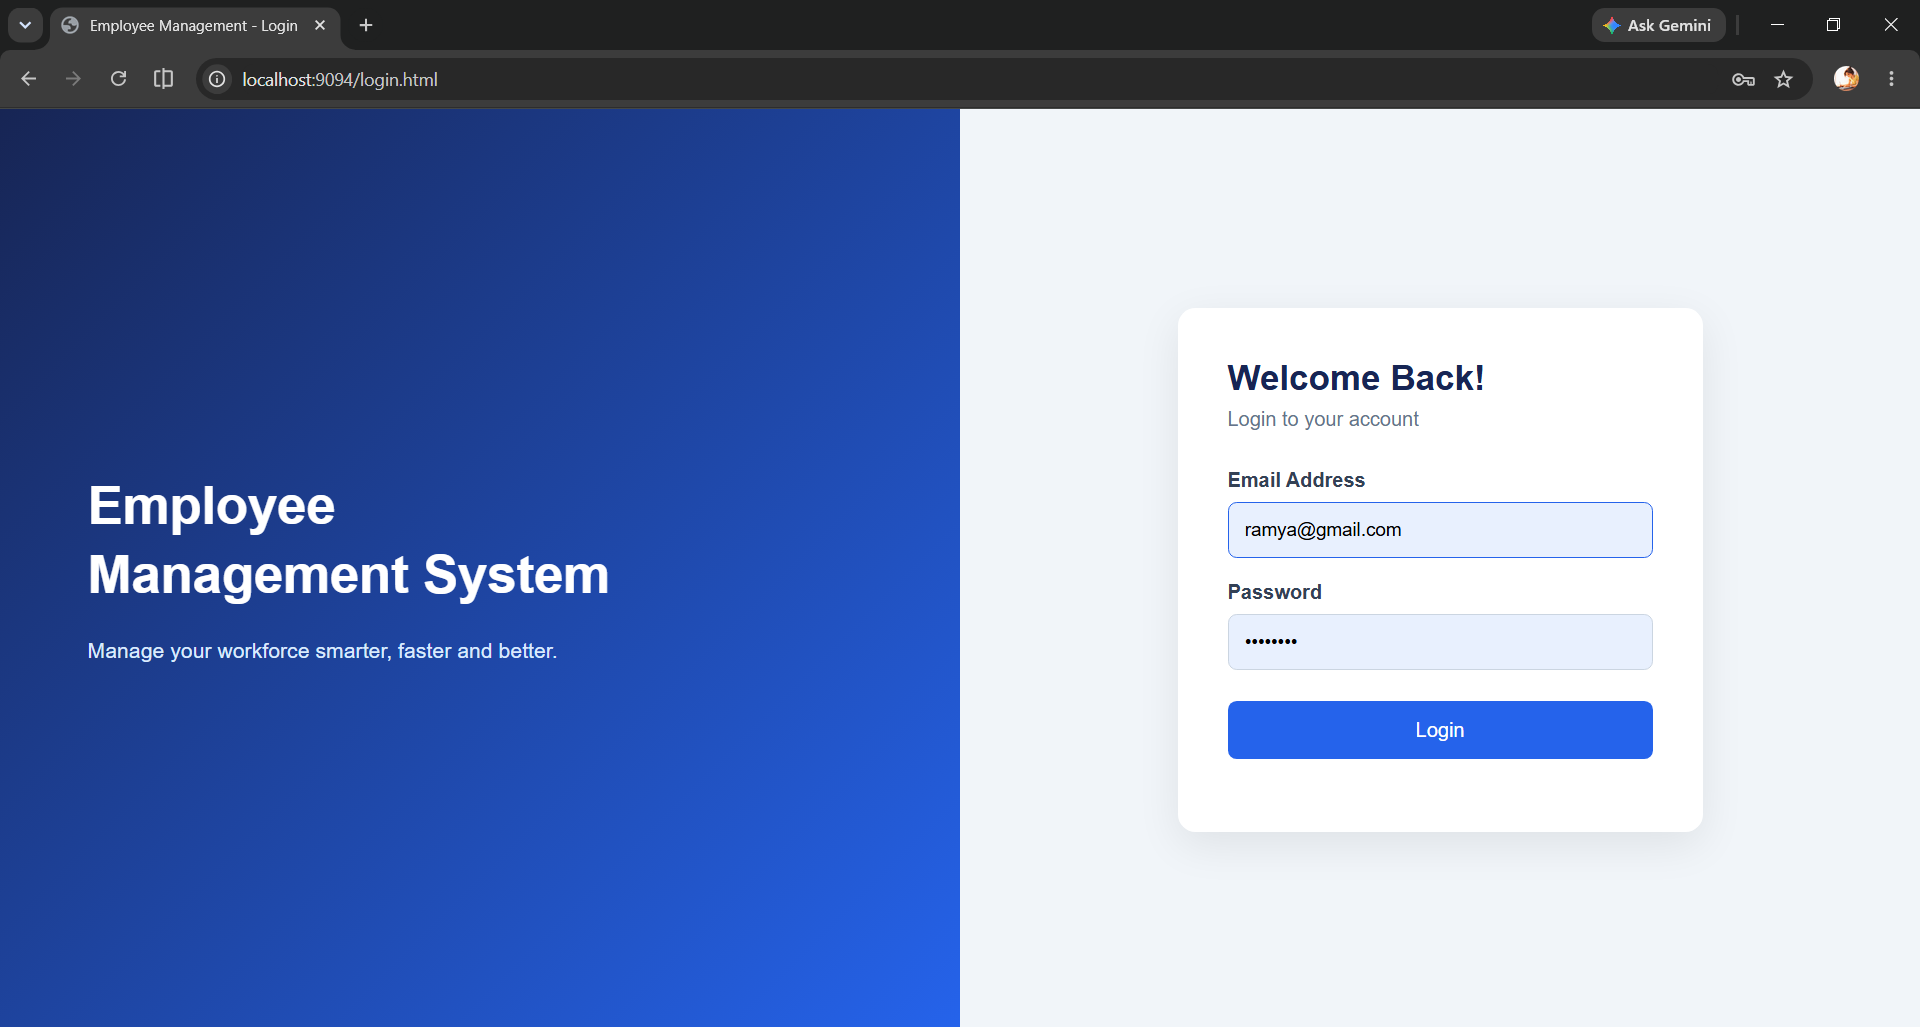 Employee Management - Login
Ask Gemini
localhost:9094/login.html
Employee
Management System
Manage your workforce smarter, faster and better.
Welcome Back!
Login to your account
Email Address
ramya@gmail.com
Password
••••••••
Login